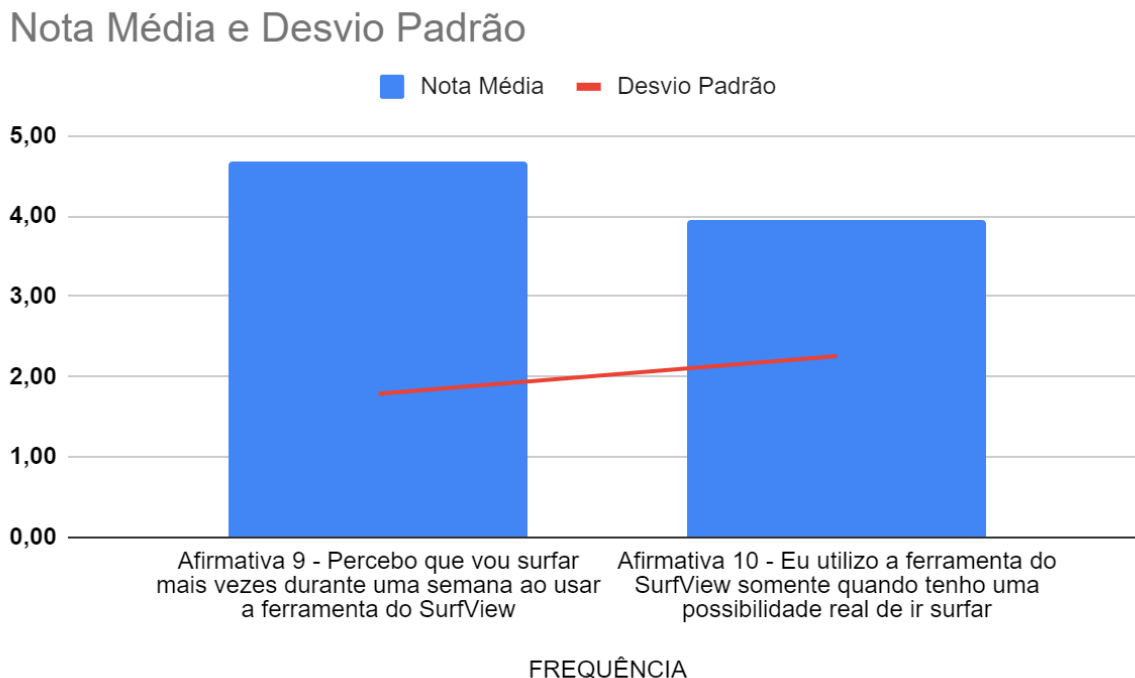 Nota Média e Desvio Padrão
Nota Média
Desvio Padrão
5,00
4,00
3,00
2,00
1,00
0,00
Afirmativa 9 - Percebo que vou surfar
mais vezes durante uma semana ao usar
a ferramenta do SurfView
Afirmativa 10 - Eu utilizo a ferramenta do
SurfView somente quando tenho uma
possibilidade real de ir surfar
FREQUÊNCIA